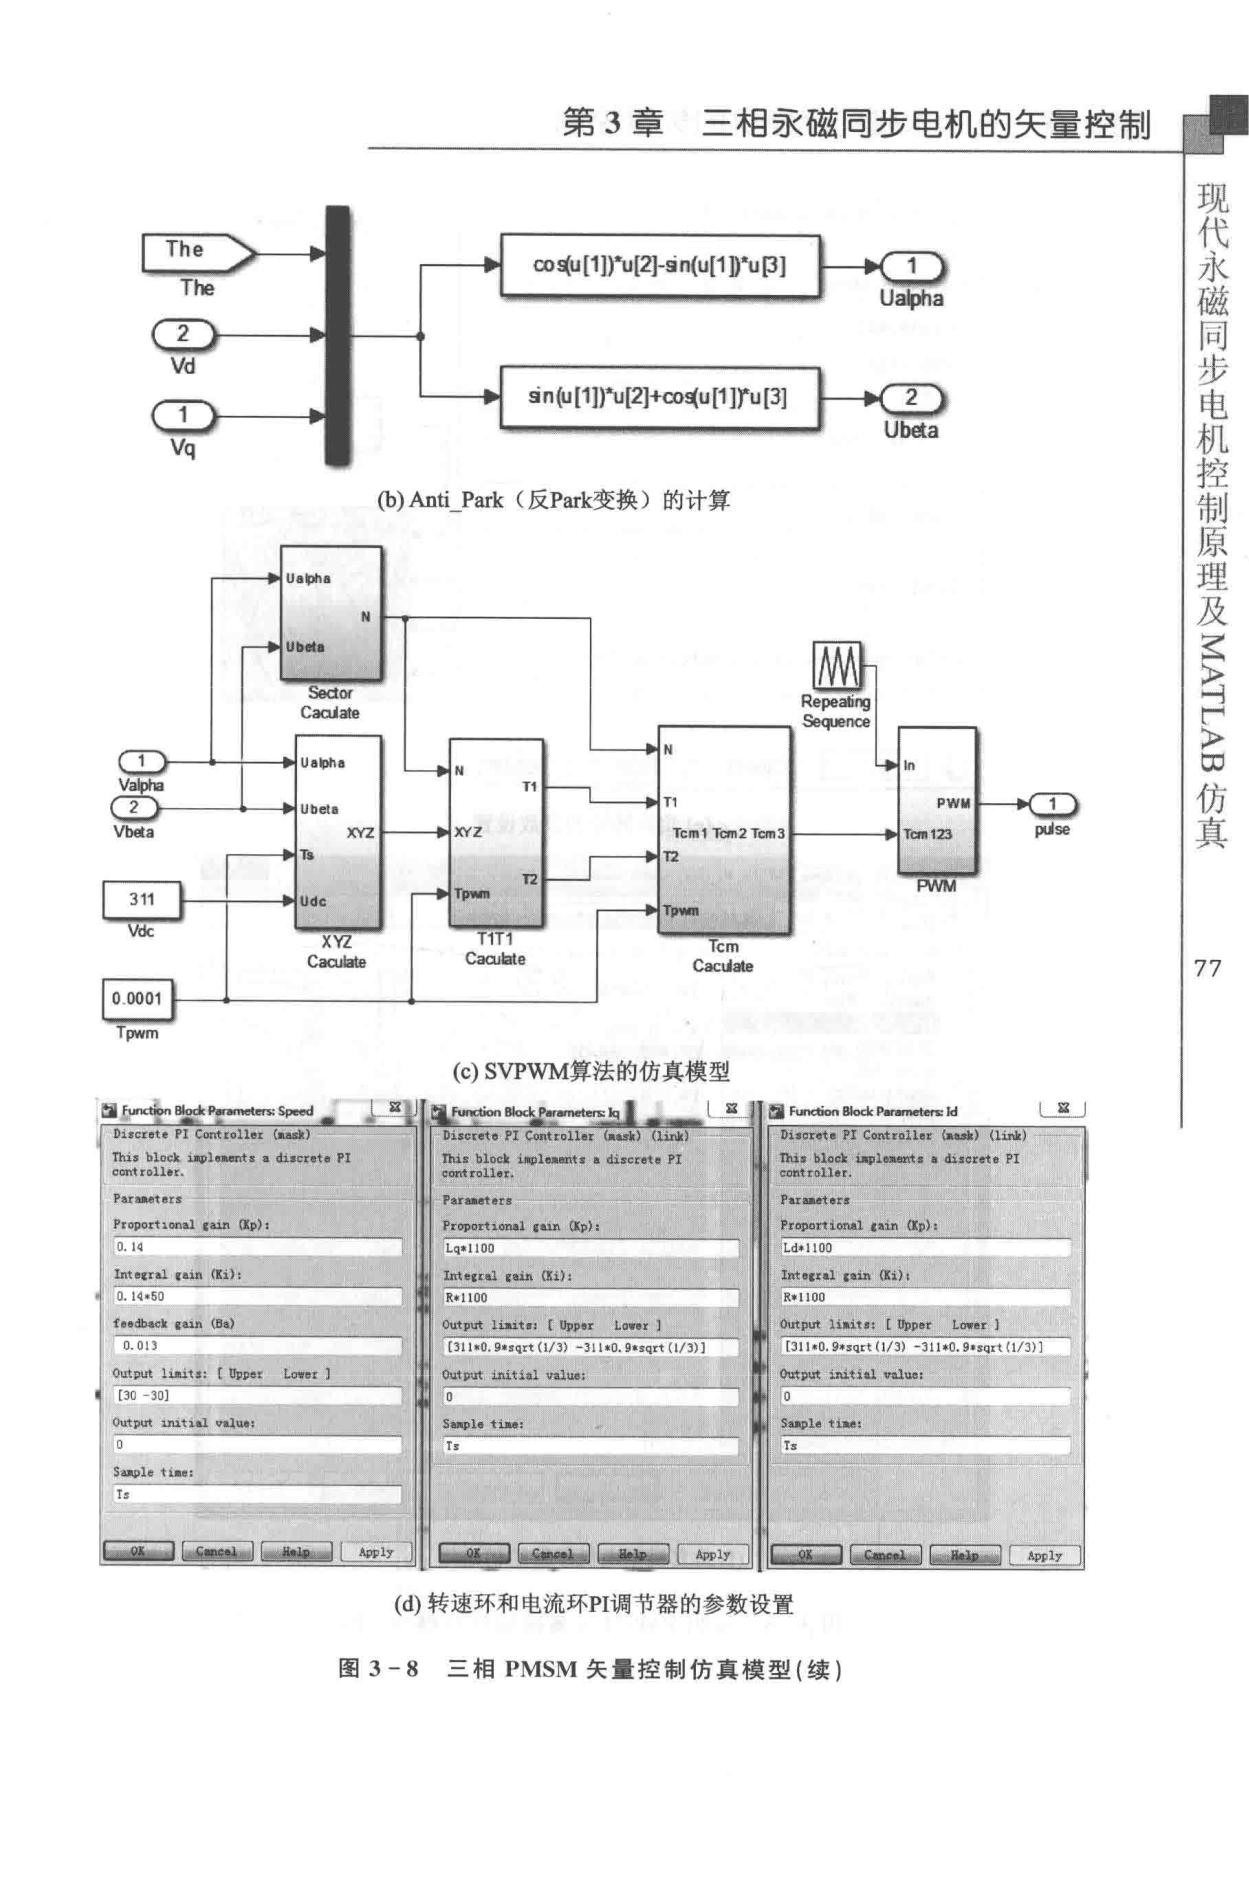 第 3 章 三相永磁同步电机的矢量控制
现代永磁同步电机控制原理及MATLAB仿真
77
The
The
2
Vd
1
Vq
cos(u[1])*u[2]-sin(u[1])*u[3]
1
Ualpha
sin(u[1])*u[2]+cos(u[1])*u[3]
2
Ubeta
(b) Anti_Park（反Park变换）的计算
Ualpha
N
Ubeta
Sector
Caculate
1
Valpha
2
Vbeta
311
Vdc
0.0001
Tpwm
Ualpha
Ubeta
XYZ
Ts
Udc
XYZ
Caculate
N
T1
XYZ
T2
Tpwm
T1T1
Caculate
N
T1
Tcm1 Tcm2 Tcm3
T2
Tpwm
Tcm
Caculate
Repeating
Sequence
In
PWM
Tcm123
PWM
1
pulse
(c) SVPWM算法的仿真模型
Function Block Parameters: Speed
Discrete PI Controller (mask)
This block implements a discrete PI
controller.
Parameters
Proportional gain (Kp):
0.14
Integral gain (Ki):
0.14*50
feedback gain (Ba)
0.013
Output limits: [ Upper Lower ]
[30 -30]
Output initial value:
0
Sample time:
Ts
OK Cancel Help Apply
Function Block Parameters: Iq
Discrete PI Controller (mask) (link)
This block implements a discrete PI
controller.
Parameters
Proportional gain (Kp):
Lq*1100
Integral gain (Ki):
R*1100
Output limits: [ Upper Lower ]
[311*0.9*sqrt(1/3) -311*0.9*sqrt(1/3)]
Output initial value:
0
Sample time:
Ts
OK Cancel Help Apply
Function Block Parameters: Id
Discrete PI Controller (mask) (link)
This block implements a discrete PI
controller.
Parameters
Proportional gain (Kp):
Ld*1100
Integral gain (Ki):
R*1100
Output limits: [ Upper Lower ]
[311*0.9*sqrt(1/3) -311*0.9*sqrt(1/3)]
Output initial value:
0
Sample time:
Ts
OK Cancel Help Apply
(d) 转速环和电流环PI调节器的参数设置
图 3-8 三相 PMSM 矢量控制仿真模型(续)